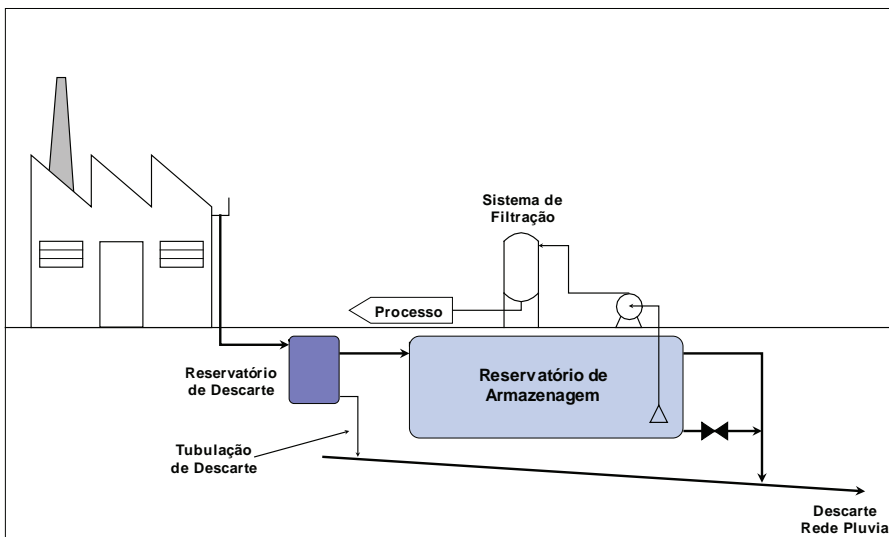 Sistema de
Filtração
Processo
Reservatório
de Descarte
Reservatório de
Armazenagem
Tubulação
de Descarte
Descarte
Rede Pluvia